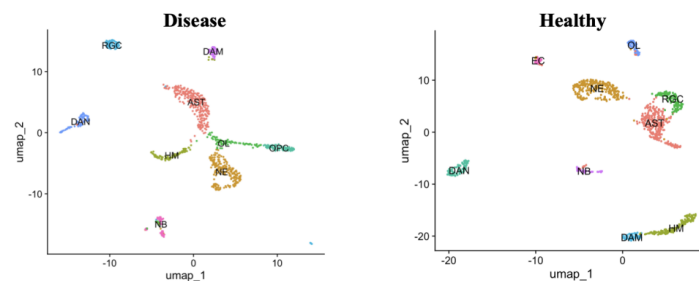 Disease
RGC
DAM
10
AST
DAN
umap_2
0
OL
OPC
HM
NE
-10
NB
-10
0
10
umap_1
Healthy
20
OL
EC
10
NE
RGC
AST
umap_2
0
NB
DAN
-10
HM
DAM
-20
-20
-10
0
umap_1